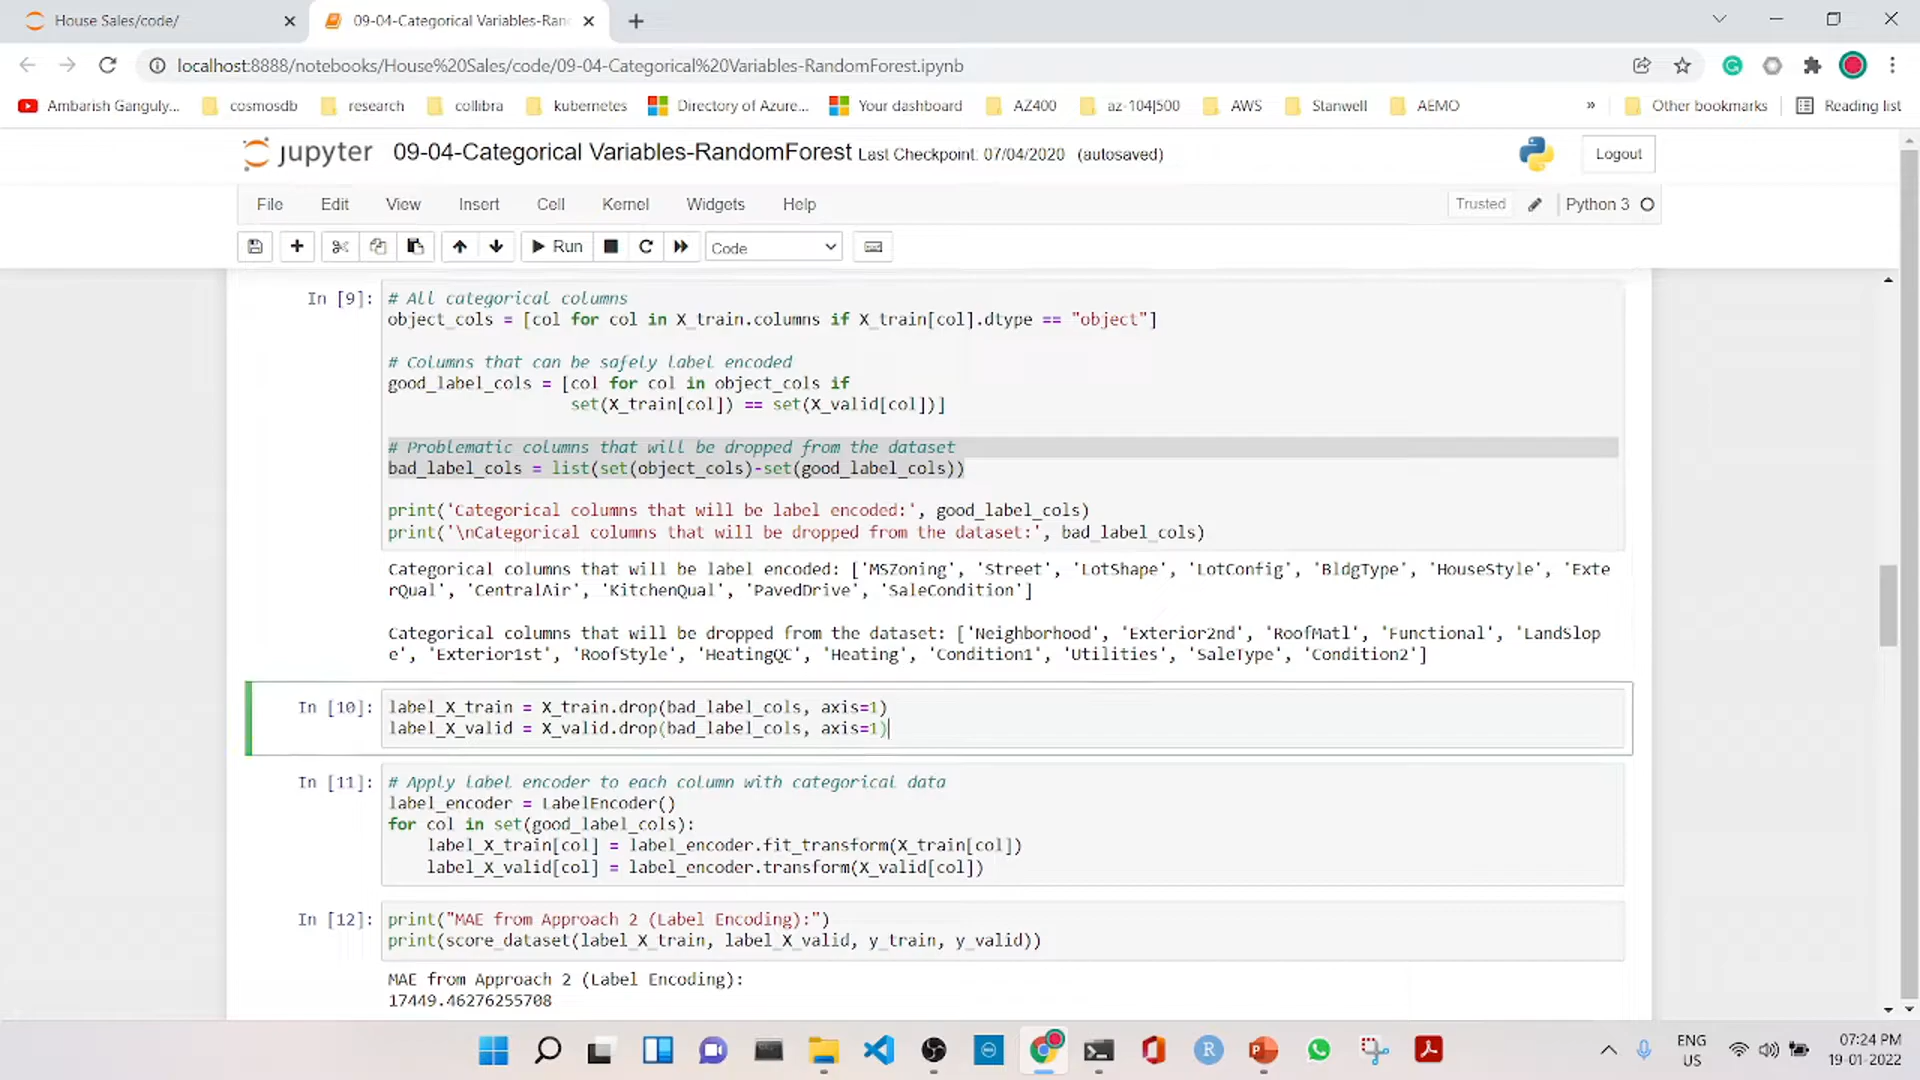 House Sales/code/
09-04-Categorical Variables-Ran
localhost:8888/notebooks/House%20Sales/code/09-04-Categorical%20Variables-RandomForest.ipynb
Ambarish Ganguly... cosmosdb research collibra kubernetes Directory of Azure... Your dashboard AZ400 az-104|500 AWS Stanwell AEMO » Other bookmarks Reading list
jupyter 09-04-Categorical Variables-RandomForest Last Checkpoint: 07/04/2020 (autosaved) Logout
File Edit View Insert Cell Kernel Widgets Help Trusted Python 3
Run Code
In [9]: # All categorical columns
object_cols = [col for col in X_train.columns if X_train[col].dtype == "object"]
# Columns that can be safely label encoded
good_label_cols = [col for col in object_cols if
set(X_train[col]) == set(X_valid[col])]
# Problematic columns that will be dropped from the dataset
bad_label_cols = list(set(object_cols)-set(good_label_cols))
print('Categorical columns that will be label encoded:', good_label_cols)
print('\nCategorical columns that will be dropped from the dataset:', bad_label_cols)
Categorical columns that will be label encoded: ['MSZoning', 'Street', 'LotShape', 'LotConfig', 'BldgType', 'HouseStyle', 'Exte
rQual', 'CentralAir', 'KitchenQual', 'PavedDrive', 'SaleCondition']
Categorical columns that will be dropped from the dataset: ['Neighborhood', 'Exterior2nd', 'RoofMatl', 'Functional', 'LandSlop
e', 'Exterior1st', 'RoofStyle', 'HeatingQC', 'Heating', 'Condition1', 'Utilities', 'SaleType', 'Condition2']
In [10]: label_X_train = X_train.drop(bad_label_cols, axis=1)
label_X_valid = X_valid.drop(bad_label_cols, axis=1)
In [11]: # Apply label encoder to each column with categorical data
label_encoder = LabelEncoder()
for col in set(good_label_cols):
label_X_train[col] = label_encoder.fit_transform(X_train[col])
label_X_valid[col] = label_encoder.transform(X_valid[col])
In [12]: print("MAE from Approach 2 (Label Encoding):")
print(score_dataset(label_X_train, label_X_valid, y_train, y_valid))
MAE from Approach 2 (Label Encoding):
17449.46276255708
ENG
US
07:24 PM
19-01-2022